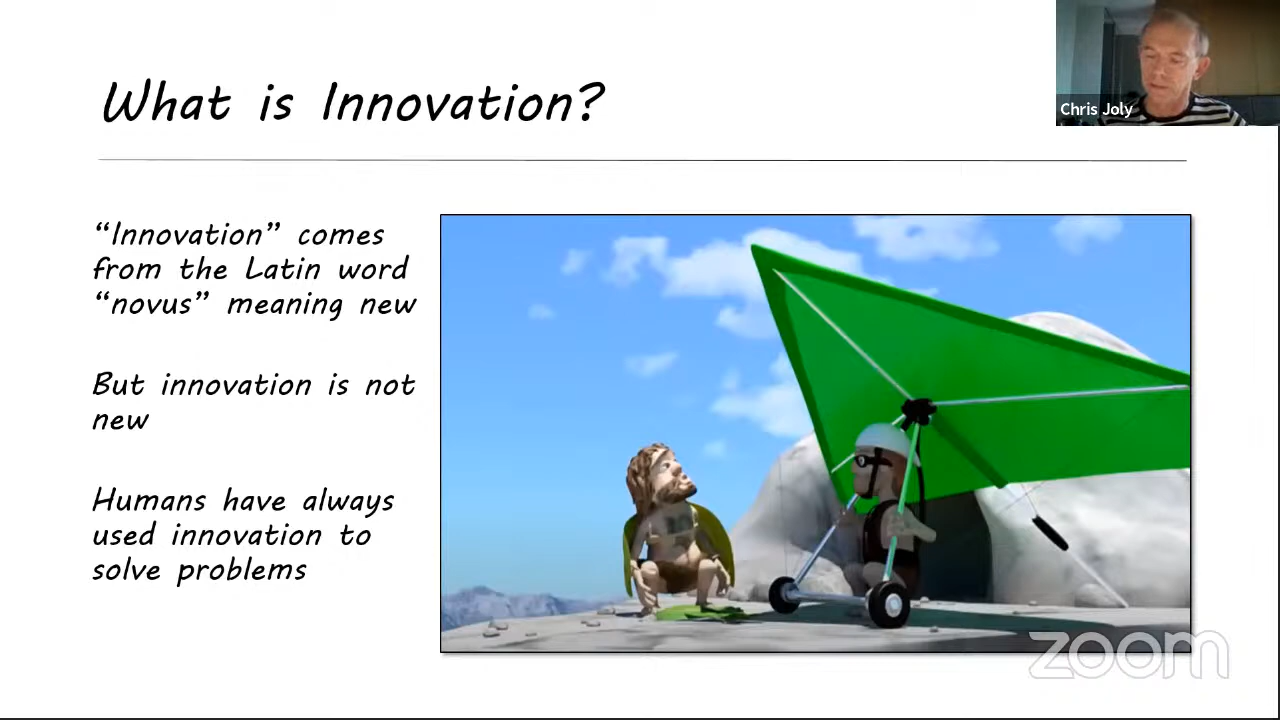 What is Innovation?
Chris Joly
“Innovation” comes
from the Latin word
“novus” meaning new
But innovation is not
new
Humans have always
used innovation to
solve problems
zoom